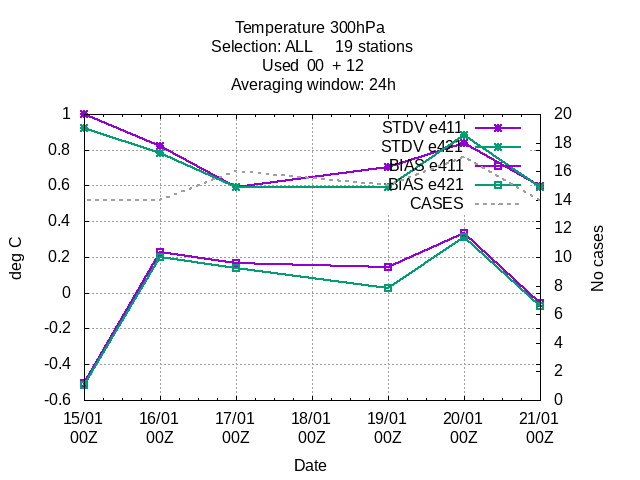 Temperature 300hPa
Selection: ALL     19 stations
Used  00  + 12
Averaging window: 24h
STDV e411
STDV e421
BIAS e411
BIAS e421
CASES
1
0.8
0.6
0.4
0.2
0
-0.2
-0.4
-0.6
deg C
20
18
16
14
12
10
8
6
4
2
0
No cases
15/01 16/01 17/01 18/01 19/01 20/01 21/01
00Z 00Z 00Z 00Z 00Z 00Z 00Z
Date